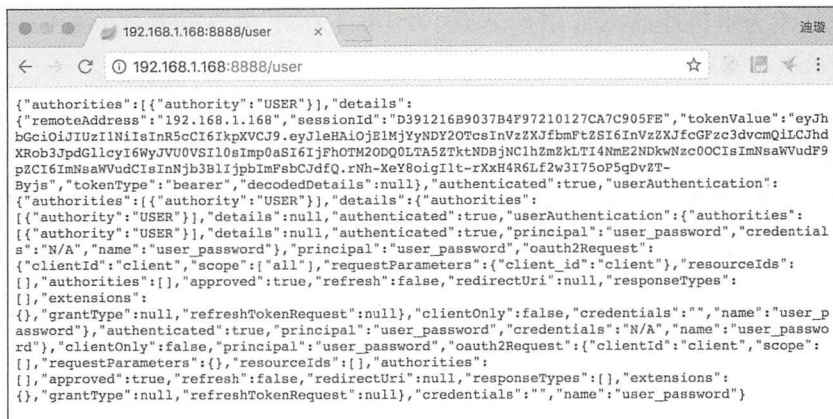 192.168.1.168:8888/user × 迪璇
192.168.1.168:8888/user
{"authorities":[{"authority":"USER"}],"details":
{"remoteAddress":"192.168.1.168","sessionId":"D391216B9037B4F97210127CA7C905FE","tokenValue":"eyJh
bGciOiJIUzI1NiIsInR5cCI6IkpXVCJ9.eyJleHAiOjE1MjYyNDY2OTcsInVzZXJfbmFtZSI6InVzZXJfcGFzc3dvcmQiLCJhd
XRob3JpdGllcyI6WyJVU0VSIl0sImp0aSI6IjFhOTM2ODQ0LTA5ZTktNDBjNC1hZmZkLTI4NmE2NDkwNzc0OCIsImNsaWVudF9
pZCI6ImNsaWVudCIsInNjb3BlIjpbImFsbCJdfQ.rNh-XeY8oigI1t-rXxH4R6Lf2w3I75oP5qDvZT-
Byjs","tokenType":"bearer","decodedDetails":null},"authenticated":true,"userAuthentication":
{"authorities":[{"authority":"USER"}],"details":{"authorities":
[{"authority":"USER"}],"details":null,"authenticated":true,"userAuthentication":{"authorities":
[{"authority":"USER"}],"details":null,"authenticated":true,"principal":"user_password","credential
s":"N/A","name":"user_password"},"principal":"user_password","oauth2Request":
{"clientId":"client","scope":["all"],"requestParameters":{"client_id":"client"},"resourceIds":
[],"authorities":[],"approved":true,"refresh":false,"redirectUri":null,"responseTypes":
[],"extensions":
{},"grantType":null,"refreshTokenRequest":null},"clientOnly":false,"credentials":"","name":"user_p
assword"},"authenticated":true,"principal":"user_password","credentials":"N/A","name":"user_passwo
rd"},"clientOnly":false,"principal":"user_password","oauth2Request":{"clientId":"client","scope":
[],"requestParameters":{},"resourceIds":[],"authorities":
[],"approved":true,"refresh":false,"redirectUri":null,"responseTypes":[],"extensions":
{},"grantType":null,"refreshTokenRequest":null},"credentials":"","name":"user_password"}